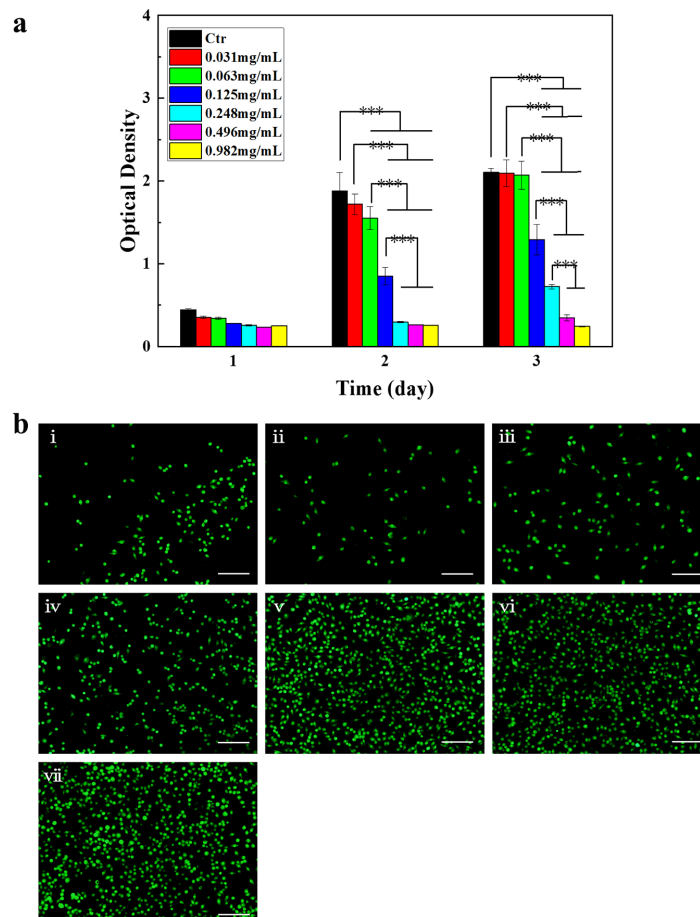 a
4
3
2
1
0
Optical Density
Ctr
0.031mg/mL
0.063mg/mL
0.125mg/mL
0.248mg/mL
0.496mg/mL
0.982mg/mL
***
***
***
***
***
***
***
***
***
1
2
3
Time (day)
b
i
ii
iii
iv
v
vi
vii